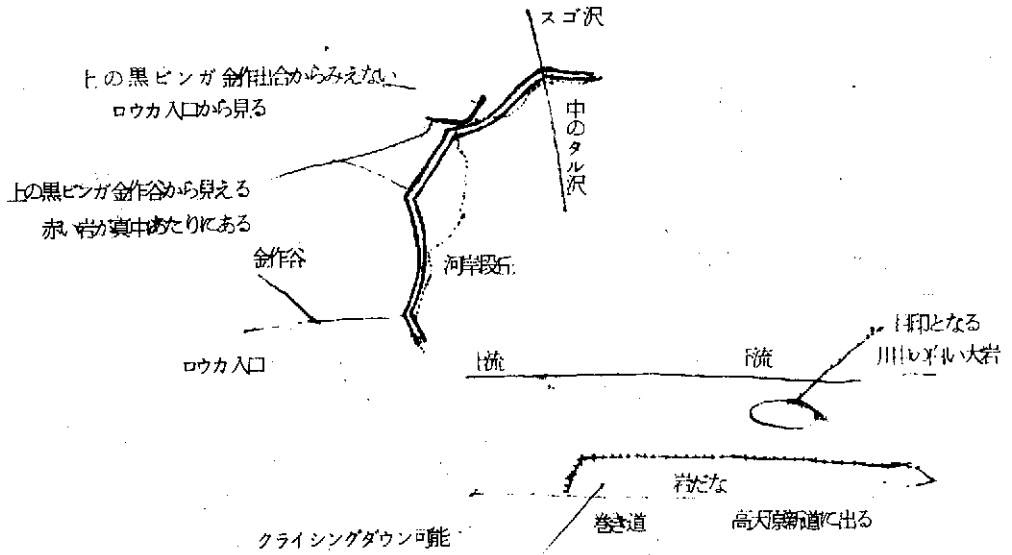 スゴ沢
上の黒ビンガ金作出合からみえない
ロウカ入口から見る
中のタル沢
上の黒ビンガ金作谷から見える
赤い岩が真中あたりにある
金作谷
河岸段丘
ロウカ入口
上流
下流
目印となる
大岩
岩だな
巻き道
高天原新道に出る
クライシングダウン可能